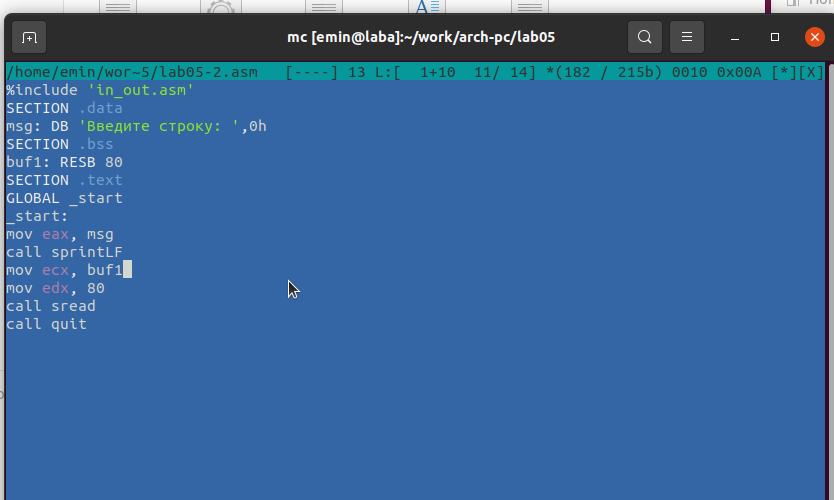 mc [emin@laba]:~/work/arch-pc/lab05
/home/emin/wor~5/lab05-2.asm   [----] 13 L:[  1+10  11/ 14] *(182 / 215b) 0010 0x00A [*][X]
%include 'in_out.asm'
SECTION .data
msg: DB 'Введите строку: ',0h
SECTION .bss
buf1: RESB 80
SECTION .text
GLOBAL _start
_start:
mov eax, msg
call sprintLF
mov ecx, buf1
mov edx, 80
call sread
call quit